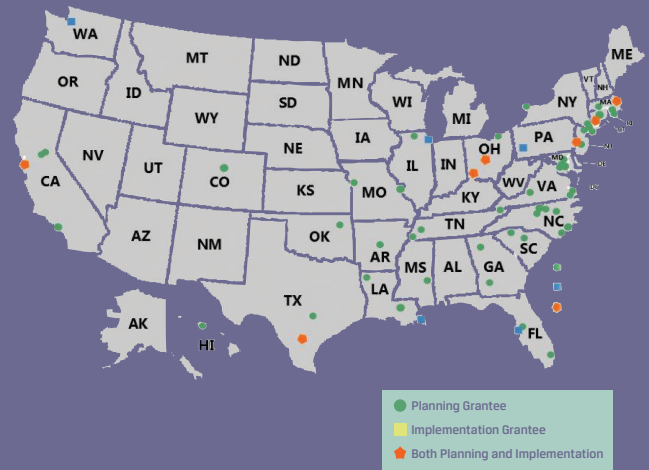 WA
MT
ND
MN
ME
VT
NH
OR
ID
SD
WI
MI
NY
MA
WY
IA
PA
NE
IL
IN
OH
MD
DE
NV
UT
CO
KS
MO
WV
VA
CA
KY
NC
TN
OK
AR
SC
AZ
NM
MS
AL
GA
LA
TX
AK
HI
FL
Planning Grantee
Implementation Grantee
Both Planning and Implementation